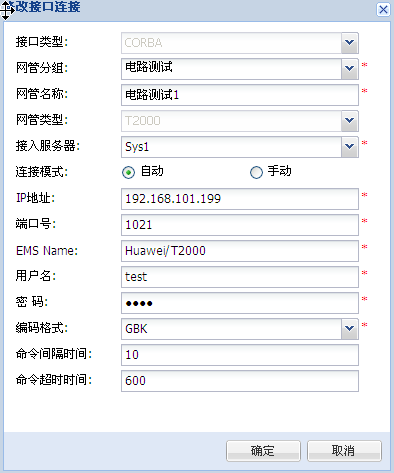 修改接口连接
接口类型: CORBA
网管分组: 电路测试 *
网管名称: 电路测试1 *
网管类型: T2000
接入服务器: Sys1 *
连接模式: 自动 手动
IP地址: 192.168.101.199 *
端口号: 1021 *
EMS Name: Huawei/T2000 *
用户名: test *
密 码: ●●●● *
编码格式: GBK *
命令间隔时间: 10
命令超时时间: 600
确定 取消